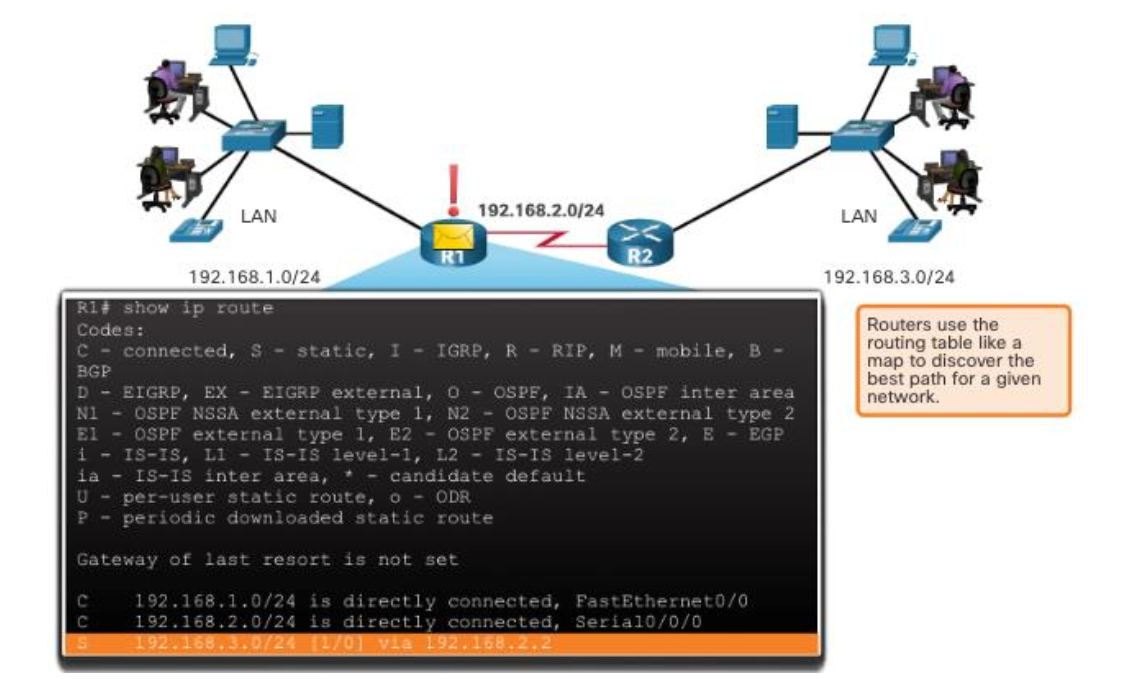 LAN
192.168.1.0/24
R1
192.168.2.0/24
R2
LAN
192.168.3.0/24
R1# show ip route
Codes:
C - connected, S - static, I - IGRP, R - RIP, M - mobile, B -
BGP
D - EIGRP, EX - EIGRP external, O - OSPF, IA - OSPF inter area
N1 - OSPF NSSA external type 1, N2 - OSPF NSSA external type 2
E1 - OSPF external type 1, E2 - OSPF external type 2, E - EGP
i - IS-IS, L1 - IS-IS level-1, L2 - IS-IS level-2
ia - IS-IS inter area, * - candidate default
U - per-user static route, o - ODR
P - periodic downloaded static route
Gateway of last resort is not set
C 192.168.1.0/24 is directly connected, FastEthernet0/0
C 192.168.2.0/24 is directly connected, Serial0/0/0
S 192.168.3.0/24 [1/0] via 192.168.2.2
Routers use the
routing table like a
map to discover the
best path for a given
network.